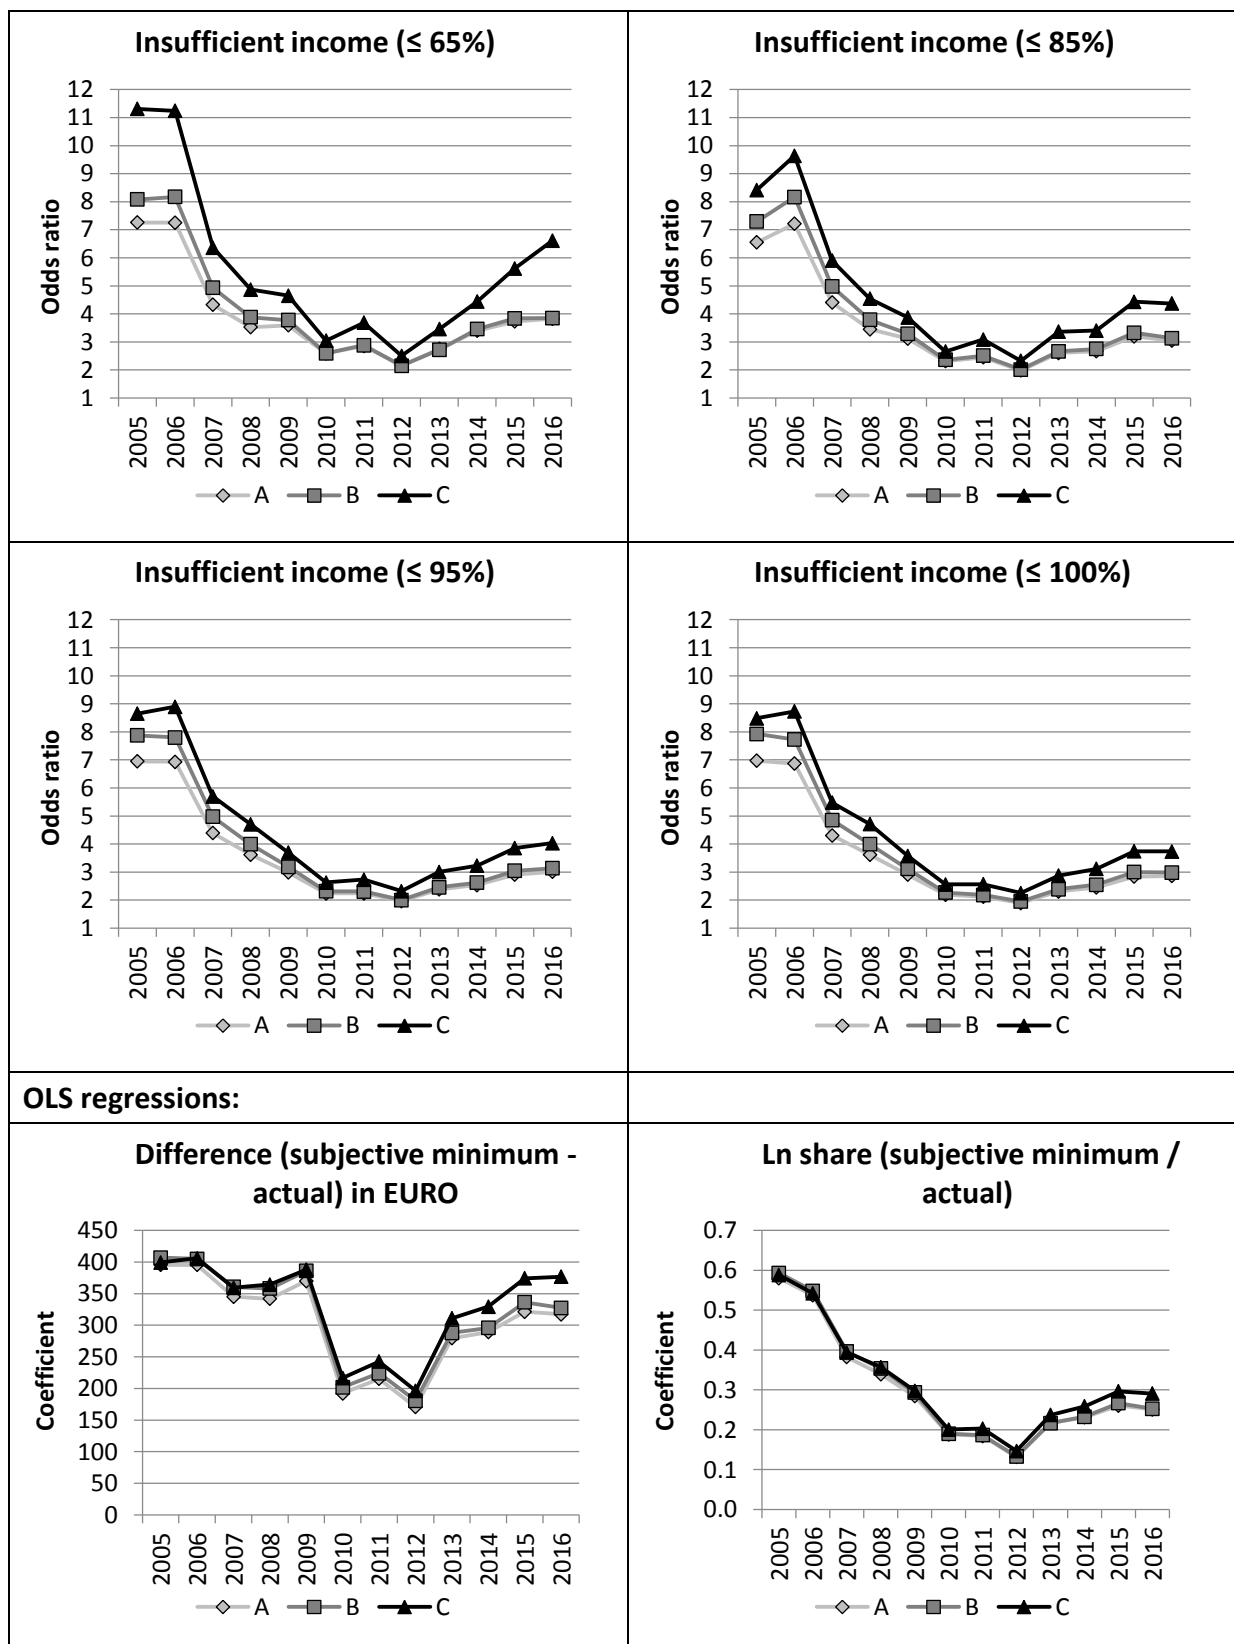 Insufficient income (≤ 65%)
12
11
10
9
8
7
6
5
4
3
2
1
Odds ratio
2005 2006 2007 2008 2009 2010 2011 2012 2013 2014 2015 2016
A B C
Insufficient income (≤ 85%)
12
11
10
9
8
7
6
5
4
3
2
1
Odds ratio
2005 2006 2007 2008 2009 2010 2011 2012 2013 2014 2015 2016
A B C
Insufficient income (≤ 95%)
12
11
10
9
8
7
6
5
4
3
2
1
Odds ratio
2005 2006 2007 2008 2009 2010 2011 2012 2013 2014 2015 2016
A B C
Insufficient income (≤ 100%)
12
11
10
9
8
7
6
5
4
3
2
1
Odds ratio
2005 2006 2007 2008 2009 2010 2011 2012 2013 2014 2015 2016
A B C
OLS regressions:
Difference (subjective minimum -
actual) in EURO
450
400
350
300
250
200
150
100
50
0
Coefficient
2005 2006 2007 2008 2009 2010 2011 2012 2013 2014 2015 2016
A B C
Ln share (subjective minimum /
actual)
0.7
0.6
0.5
0.4
0.3
0.2
0.1
0.0
Coefficient
2005 2006 2007 2008 2009 2010 2011 2012 2013 2014 2015 2016
A B C